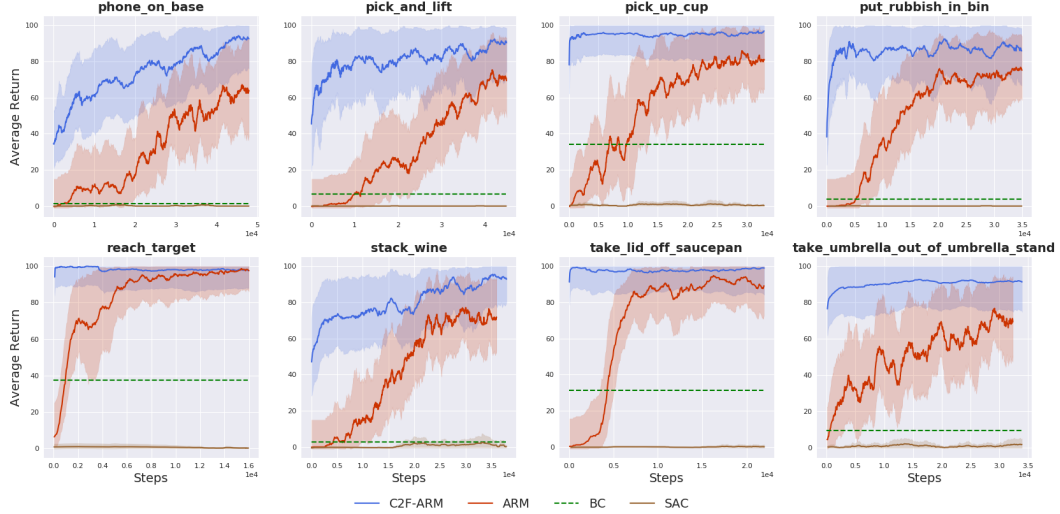 phone_on_base pick_and_lift pick_up_cup put_rubbish_in_bin
Average Return
100
80
60
40
20
0
0 1 2 3 4 5
1e4
0 1 2 3 4
1e4
0.0 0.5 1.0 1.5 2.0 2.5 3.0
1e4
0.0 0.5 1.0 1.5 2.0 2.5 3.0 3.5
1e4
reach_target stack_wine take_lid_off_saucepan take_umbrella_out_of_umbrella_stand
Average Return
100
80
60
40
20
0
0.0 0.2 0.4 0.6 0.8 1.0 1.2 1.4 1.6
1e4
0.0 0.5 1.0 1.5 2.0 2.5 3.0 3.5
1e4
0.0 0.5 1.0 1.5 2.0
1e4
0.0 0.5 1.0 1.5 2.0 2.5 3.0 3.5
1e4
Steps Steps Steps Steps
C2F-ARM ARM BC SAC